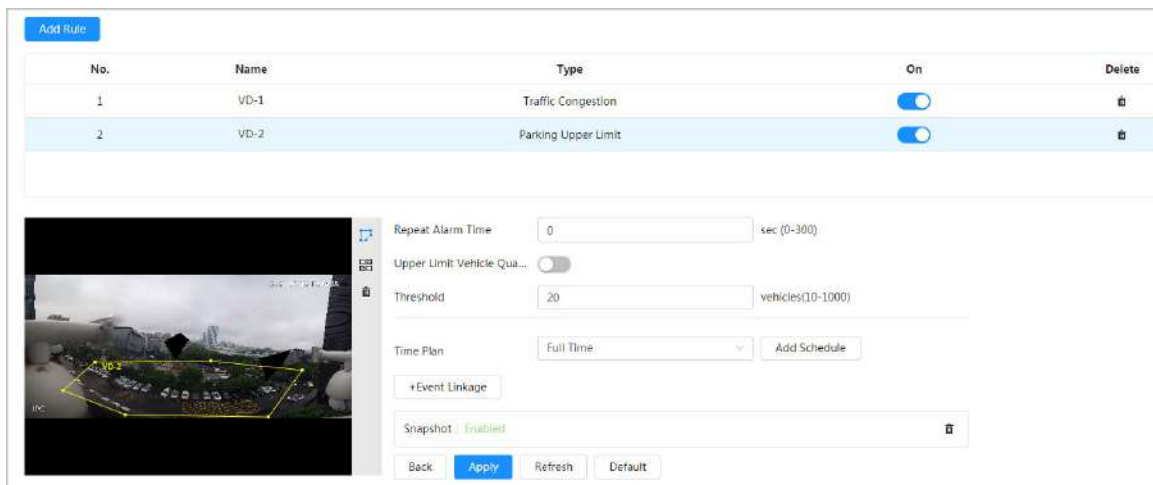 Add Rule
No. Name Type On Delete
1 VD-1 Traffic Congestion
2 VD-2 Parking Upper Limit
Repeat Alarm Time 0 sec (0-300)
Upper Limit Vehicle Qua...
Threshold 20 vehicles(10-1000)
Time Plan Full Time Add Schedule
+Event Linkage
Snapshot Enabled
Back Apply Refresh Default
VD-2
IPC